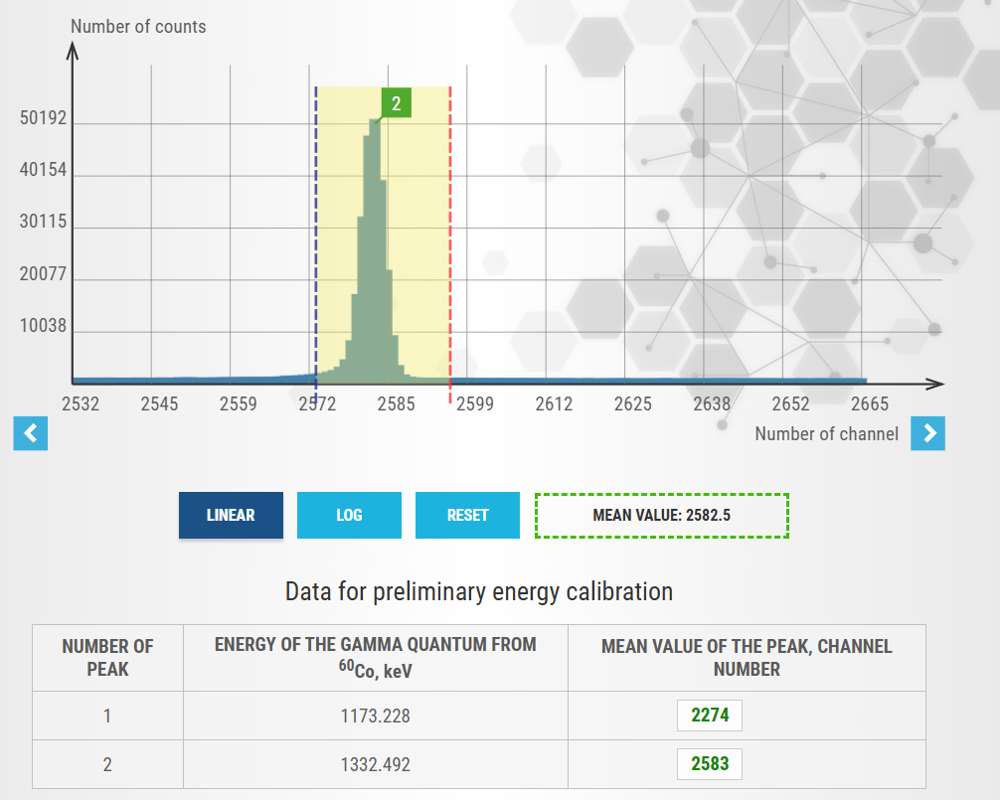 Number of counts
2
50192
40154
30115
20077
10038
2532 2545 2559 2572 2585 2599 2612 2625 2638 2652 2665
Number of channel
LINEAR LOG RESET MEAN VALUE: 2582.5
Data for preliminary energy calibration
NUMBER OF PEAK ENERGY OF THE GAMMA QUANTUM FROM 60Co, keV MEAN VALUE OF THE PEAK, CHANNEL NUMBER
1 1173.228 2274
2 1332.492 2583